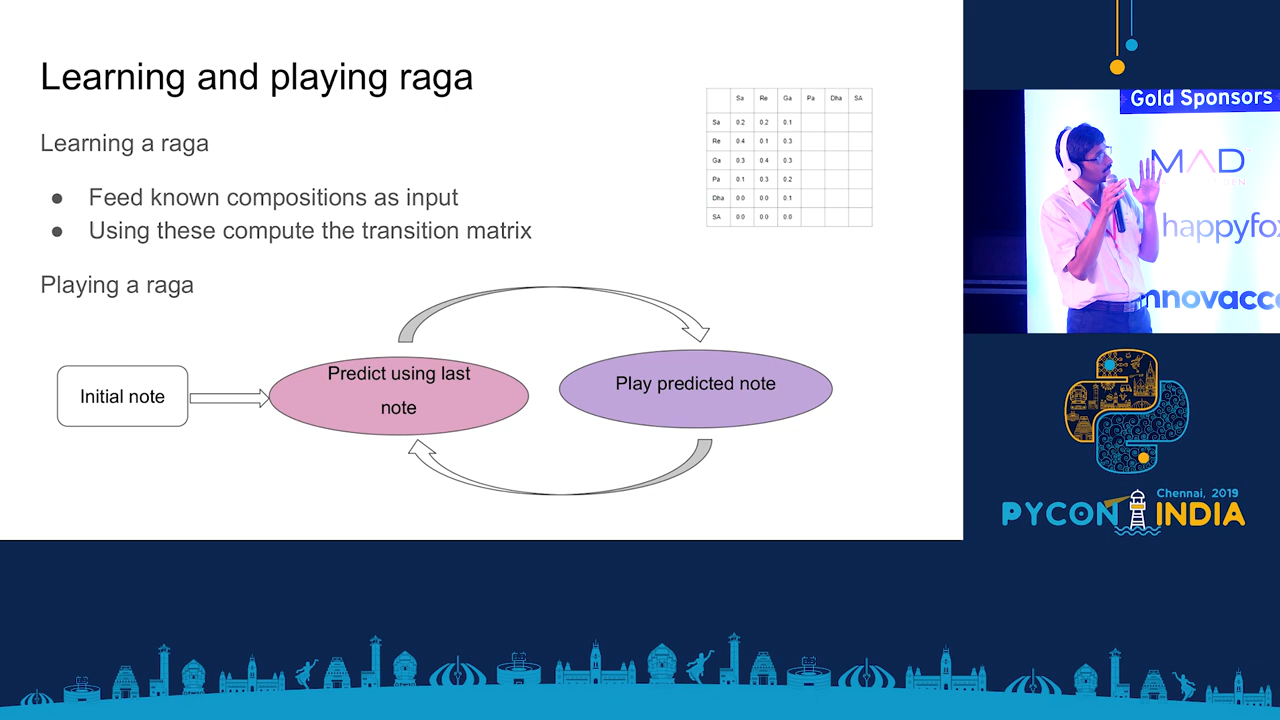 Learning and playing raga
Learning a raga
● Feed known compositions as input
● Using these compute the transition matrix
Playing a raga
Sa Re Ga Pa Dha SA
Sa 0.2 0.2 0.1
Re 0.4 0.1 0.3
Ga 0.3 0.4 0.3
Pa 0.1 0.3 0.2
Dha 0.0 0.0 0.1
SA 0.0 0.0 0.0
Initial note
Predict using last
note
Play predicted note
Gold Sponsors
MAD
happyfox
innovacce
Chennai, 2019
PYCON INDIA